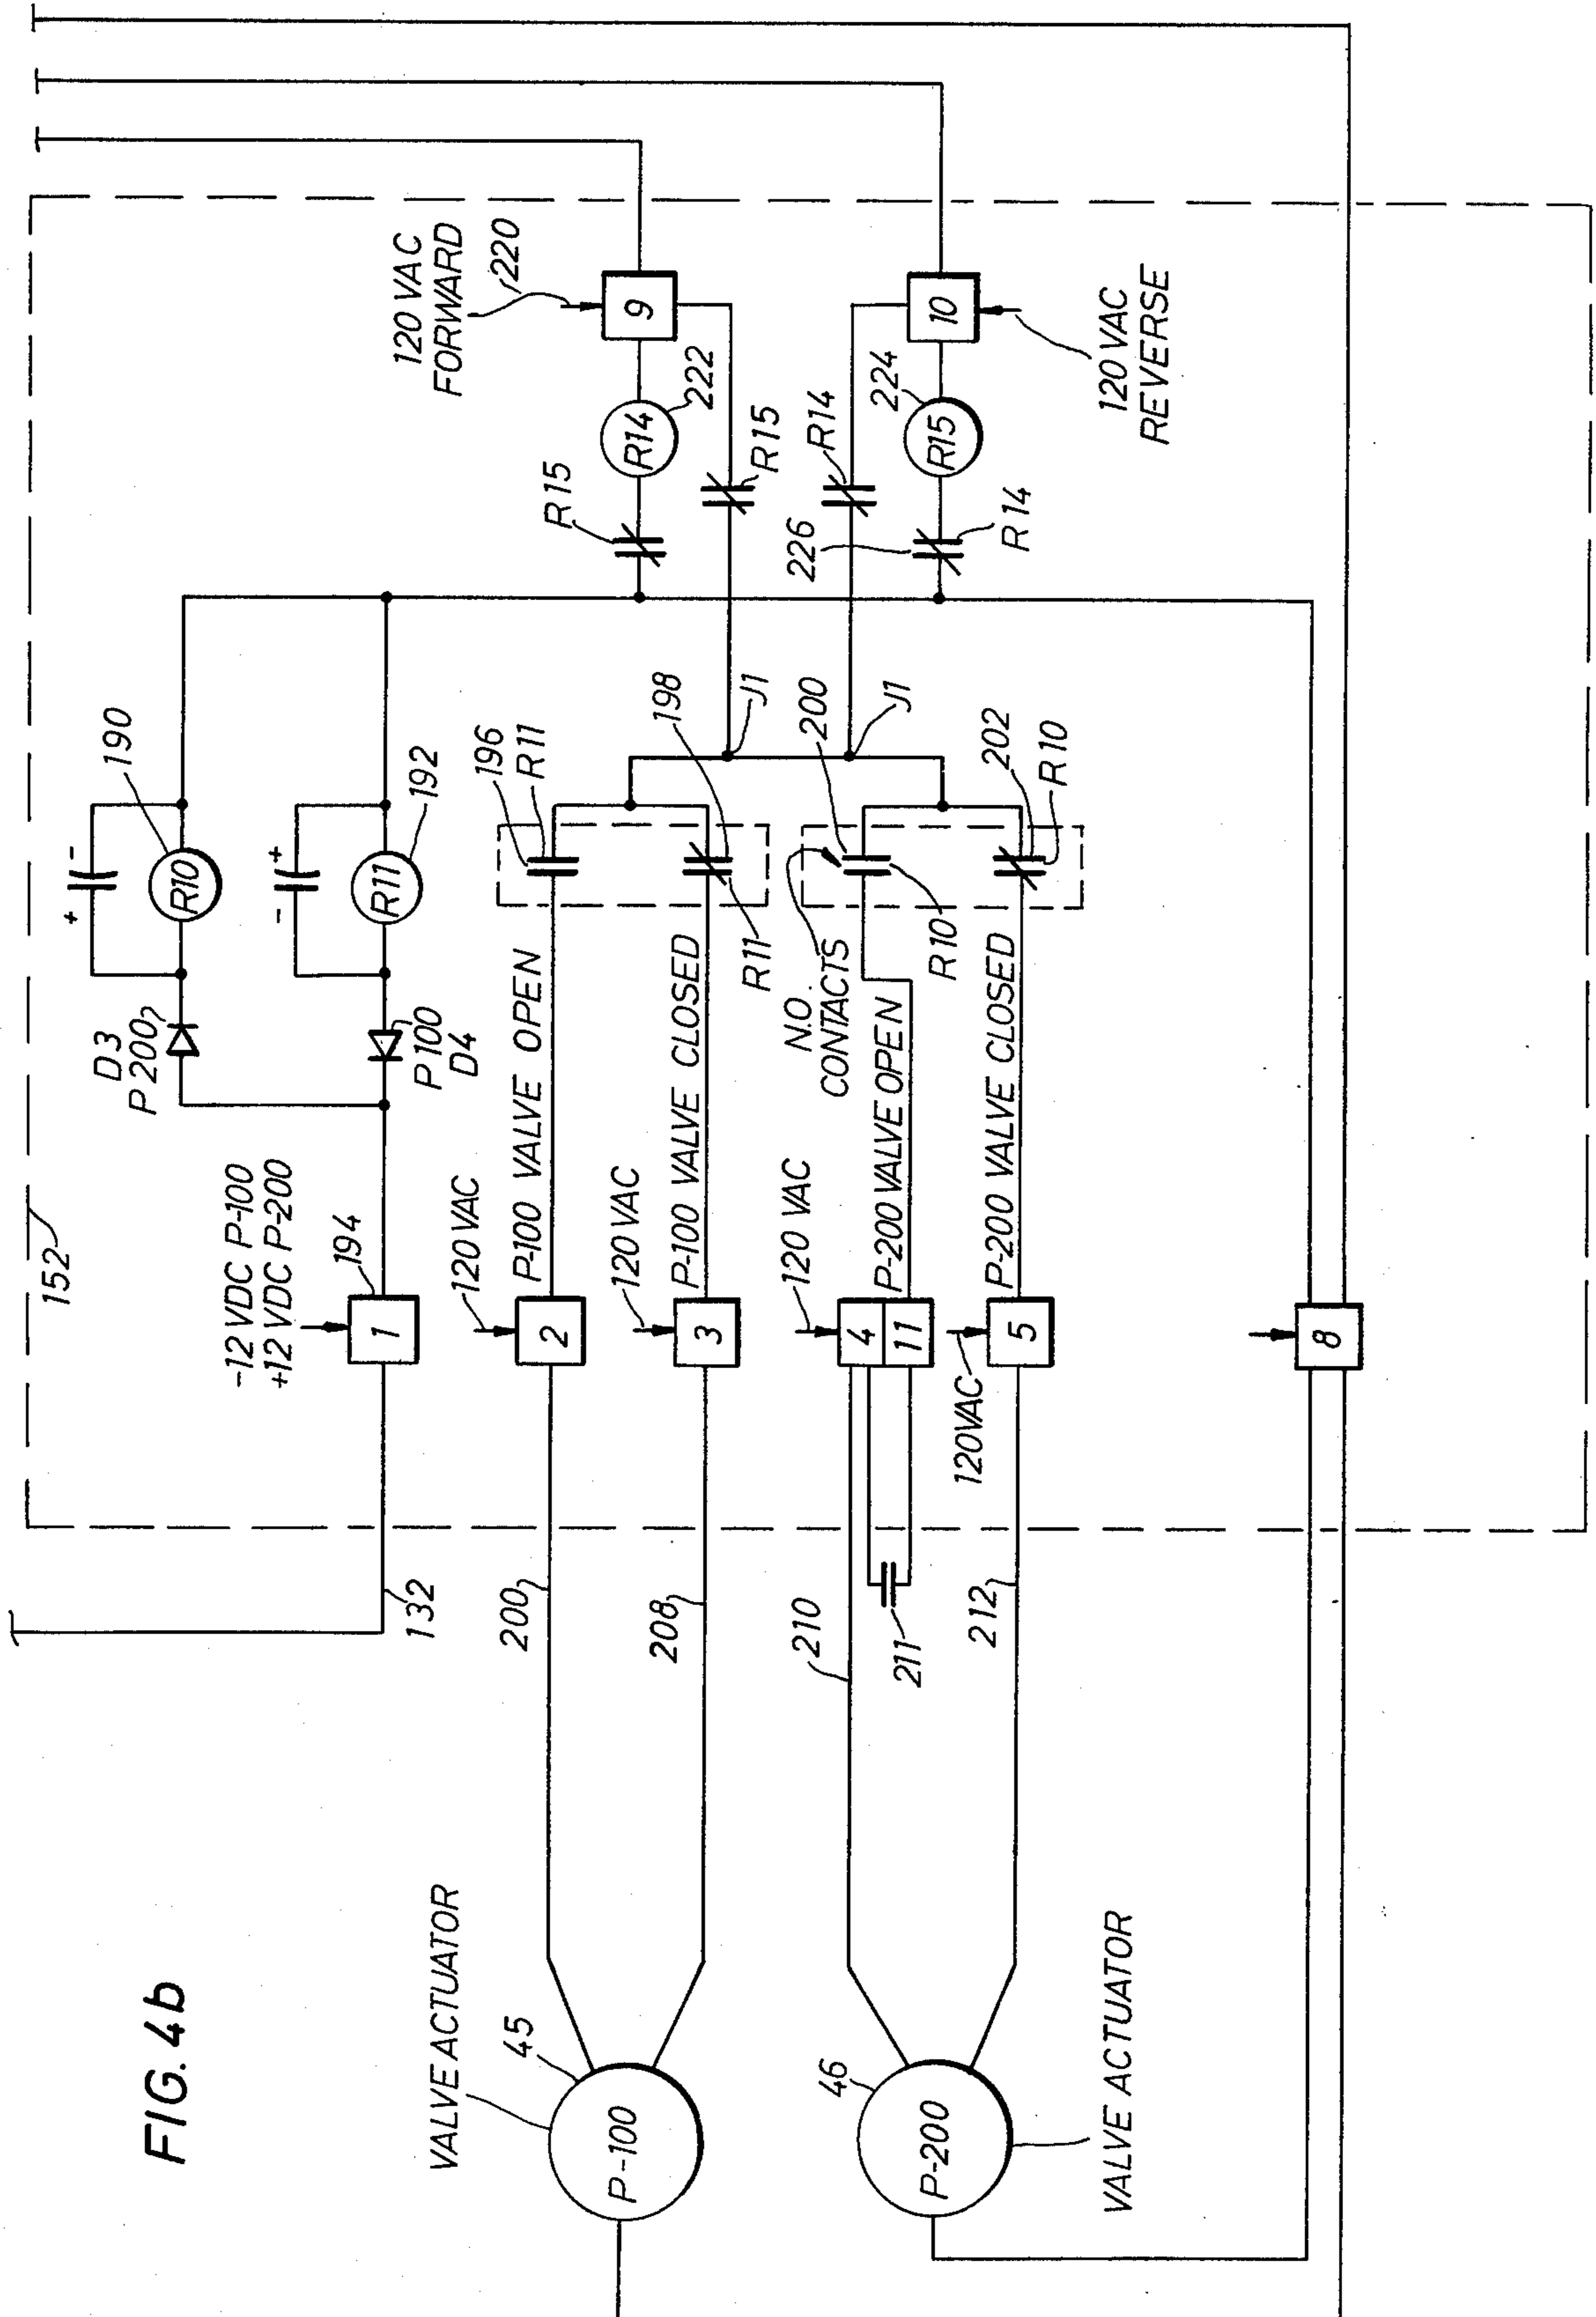 FIG. 4b
152
-12 VDC P-100
+12 VDC P-200
194
1
132
D3
P200
P100
D4
+
-
R10
190
-
+
R11
192
120 VAC
P-100 VALVE OPEN
2
200
196
R11
120 VAC
P-100 VALVE CLOSED
3
208
198
R11
N.O.
CONTACTS
120 VAC
P-200 VALVE OPEN
4
11
210
211
200
R10
120VAC
P-200 VALVE CLOSED
5
212
202
R10
J1
J1
120 VAC
FORWARD
220
9
R14
222
R15
R15
R14
10
R15
224
226
R14
120 VAC
REVERSE
8
VALVE ACTUATOR
45
P-100
46
P-200
VALVE ACTUATOR